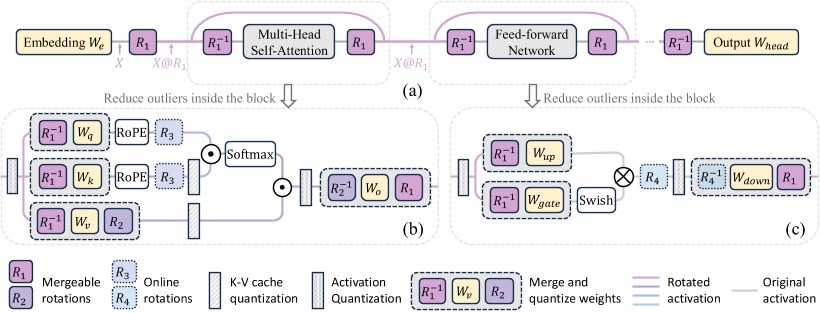 Embedding W_e
X
R_1
X@R_1
R_1^{-1}
Multi-Head
Self-Attention
R_1
X@R_1
R_1^{-1}
Feed-forward
Network
R_1
...
R_1^{-1}
Output W_head
(a)
Reduce outliers inside the block
Reduce outliers inside the block
R_1^{-1} W_q RoPE R_3
R_1^{-1} W_k RoPE R_3
Softmax
R_1^{-1} W_v R_2
R_2^{-1} W_o R_1
(b)
R_1^{-1} W_up
R_1^{-1} W_gate Swish
R_4
R_4^{-1} W_down R_1
(c)
R_1
R_2
Mergeable
rotations
R_3
R_4
Online
rotations
K-V cache
quantization
Activation
Quantization
R_1^{-1} W_v R_2
Merge and
quantize weights
Rotated
activation
Original
activation